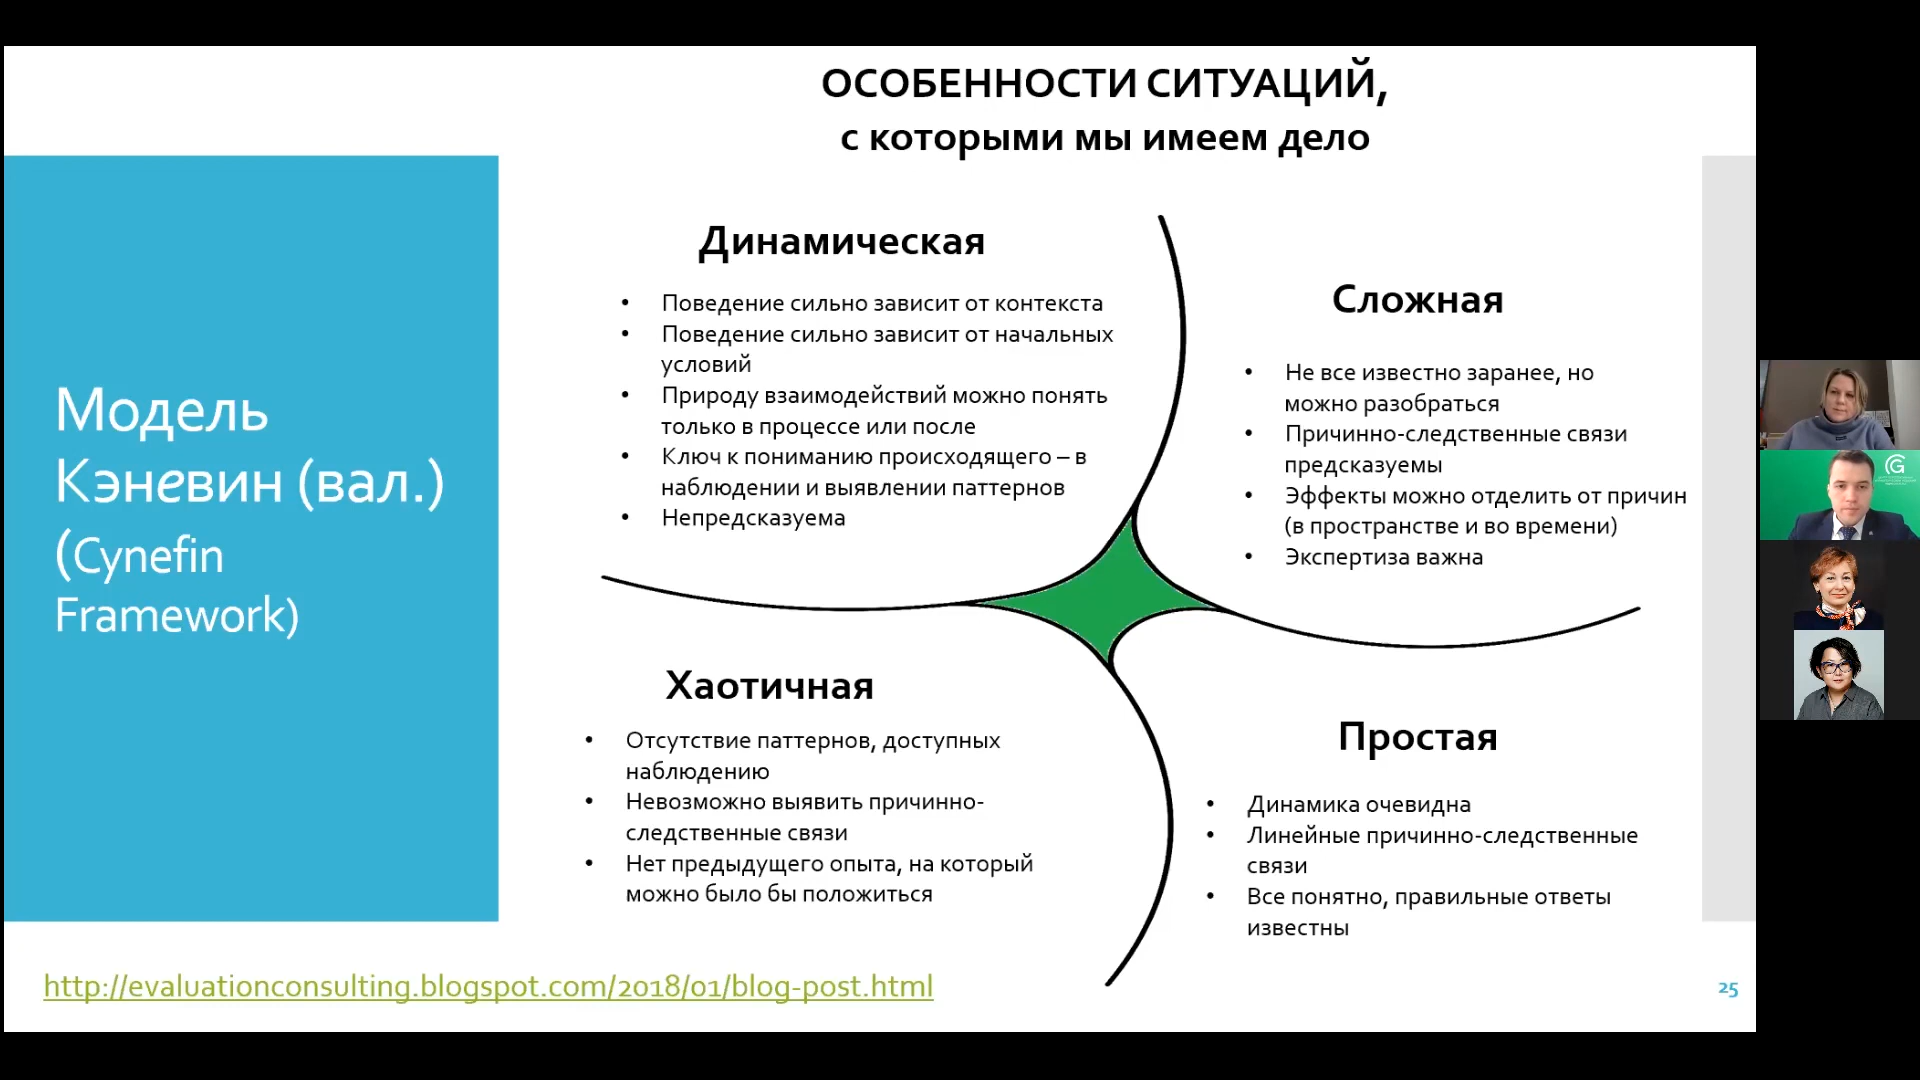 ОСОБЕННОСТИ СИТУАЦИЙ,
с которыми мы имеем дело
Модель
Кэневин (вал.)
(Cynefin
Framework)
Динамическая
• Поведение сильно зависит от контекста
• Поведение сильно зависит от начальных
условий
• Природу взаимодействий можно понять
только в процессе или после
• Ключ к пониманию происходящего – в
наблюдении и выявлении паттернов
• Непредсказуема
Сложная
• Не все известно заранее, но
можно разобраться
• Причинно-следственные связи
предсказуемы
• Эффекты можно отделить от причин
(в пространстве и во времени)
• Экспертиза важна
Хаотичная
• Отсутствие паттернов, доступных
наблюдению
• Невозможно выявить причинно-
следственные связи
• Нет предыдущего опыта, на который
можно было бы положиться
Простая
• Динамика очевидна
• Линейные причинно-следственные
связи
• Все понятно, правильные ответы
известны
http://evaluationconsulting.blogspot.com/2018/01/blog-post.html
25